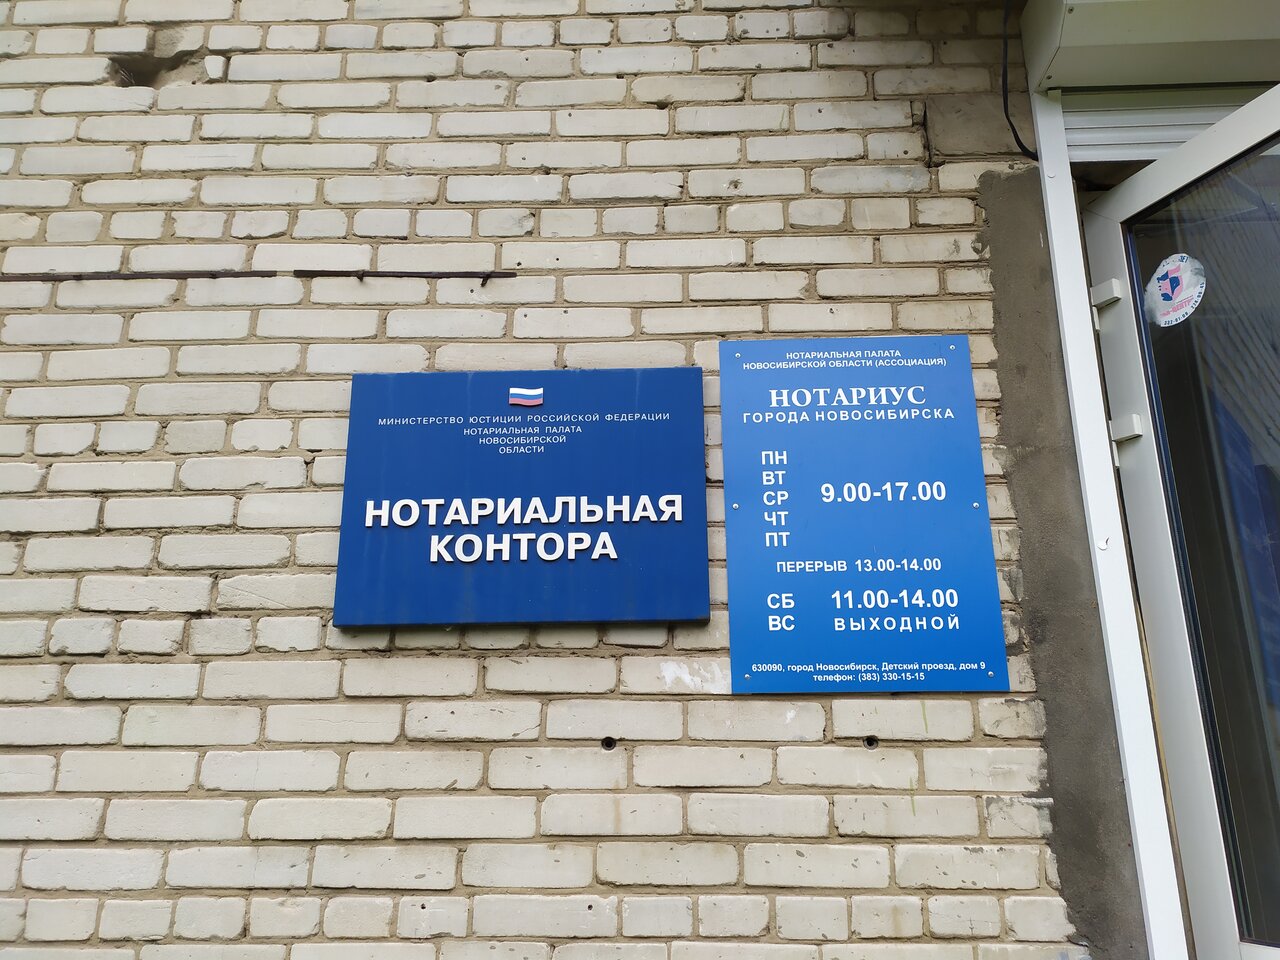 МИНИСТЕРСТВО ЮСТИЦИИ РОССИЙСКОЙ ФЕДЕРАЦИИ
НОТАРИАЛЬНАЯ ПАЛАТА
НОВОСИБИРСКОЙ
ОБЛАСТИ
НОТАРИАЛЬНАЯ
КОНТОРА
НОТАРИАЛЬНАЯ ПАЛАТА
НОВОСИБИРСКОЙ ОБЛАСТИ (АССОЦИАЦИЯ)
НОТАРИУС
ГОРОДА НОВОСИБИРСКА
ПН
ВТ
СР 9.00-17.00
ЧТ
ПТ
ПЕРЕРЫВ 13.00-14.00
СБ 11.00-14.00
ВС ВЫХОДНОЙ
630090, город Новосибирск, Детский проезд, дом 9
телефон: (383) 330-15-15